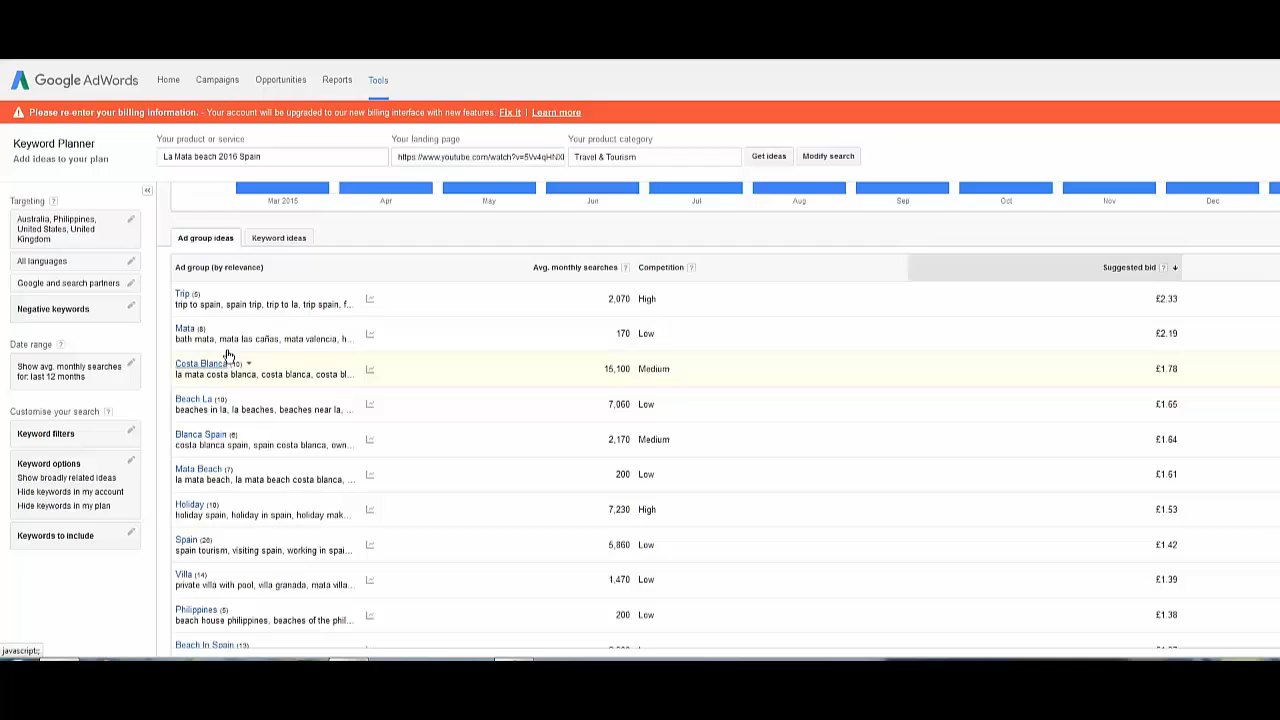 Google AdWords Home Campaigns Opportunities Reports Tools
Please re-enter your billing information. - Your account will be upgraded to our new billing interface with new features. Fix it | Learn more
Keyword Planner
Add ideas to your plan
Your product or service Your landing page Your product category
La Mata beach 2016 Spain https://www.youtube.com/watch?v=5Vv4qHNXI Travel & Tourism Get ideas Modify search
Targeting ?
Australia, Philippines,
United States, United
Kingdom
All languages
Google and search partners
Negative keywords
Date range ?
Show avg. monthly searches
for: last 12 months
Customise your search ?
Keyword filters
Keyword options
Show broadly related ideas
Hide keywords in my account
Hide keywords in my plan
Keywords to include
Mar 2015 Apr May Jun Jul Aug Sep Oct Nov Dec
Ad group ideas Keyword ideas
Ad group (by relevance) Avg. monthly searches ? Competition ? Suggested bid ?
Trip (5)
trip to spain, spain trip, trip to la, trip spain, f... 2,070 High £2.33
Mata (8)
bath mata, mata las cañas, mata valencia, h... 170 Low £2.19
Costa Blanca (10)
la mata costa blanca, costa blanca, costa bl... 15,100 Medium £1.78
Beach La (10)
beaches in la, la beaches, beaches near la, ... 7,060 Low £1.65
Blanca Spain (6)
costa blanca spain, spain costa blanca, own... 2,170 Medium £1.64
Mata Beach (7)
la mata beach, la mata beach costa blanca, ... 200 Low £1.61
Holiday (10)
holiday spain, holiday in spain, holiday mak... 7,230 High £1.53
Spain (26)
spain tourism, visiting spain, working in spai... 5,860 Low £1.42
Villa (14)
private villa with pool, villa granada, mata villa... 1,470 Low £1.39
Philippines (5)
beach house philippines, beaches of the phil... 200 Low £1.38
Beach In Spain (13)
javascript:;